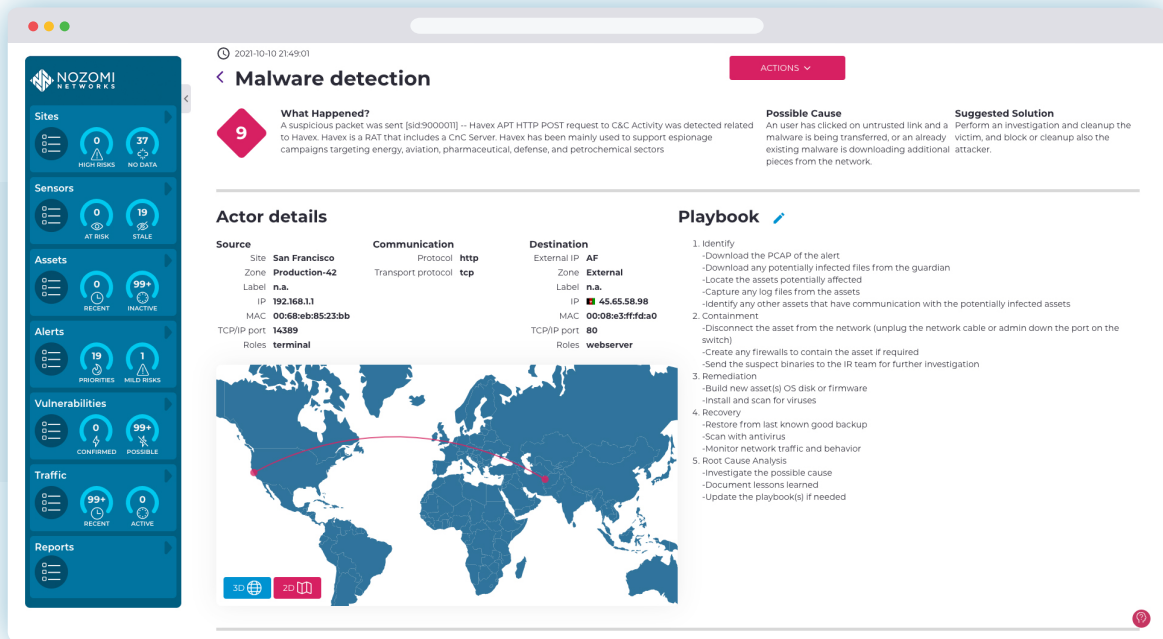 2021-10-10 21:49:01
Malware detection
ACTIONS
NOZOMI
NETWORKS
Sites
0
HIGH RISKS
37
NO DATA
Sensors
0
AT RISK
19
STALE
Assets
0
RECENT
99+
INACTIVE
Alerts
19
PRIORITIES
1
MILD RISKS
Vulnerabilities
0
CONFIRMED
99+
POSSIBLE
Traffic
99+
RECENT
0
ACTIVE
Reports
9
What Happened?
A suspicious packet was sent [sid:9000011] -- Havex APT HTTP POST request to C&C Activity was detected related
to Havex. Havex is a RAT that includes a CnC Server. Havex has been mainly used to support espionage
campaigns targeting energy, aviation, pharmaceutical, defense, and petrochemical sectors
Possible Cause
An user has clicked on untrusted link and a
malware is being transferred, or an already
existing malware is downloading additional
pieces from the network.
Suggested Solution
Perform an investigation and cleanup the
victim, and block or cleanup also the
attacker.
Actor details
Source
Site San Francisco
Zone Production-42
Label n.a.
IP 192.168.1.1
MAC 00:68:eb:85:23:bb
TCP/IP port 14389
Roles terminal
Communication
Protocol http
Transport protocol tcp
Destination
External IP AF
Zone External
Label n.a.
IP 45.65.58.98
MAC 00:08:e3:ff:fd:a0
TCP/IP port 80
Roles webserver
3D
2D
Playbook
1. Identify
-Download the PCAP of the alert
-Download any potentially infected files from the guardian
-Locate the assets potentially affected
-Capture any log files from the assets
-Identify any other assets that have communication with the potentially infected assets
2. Containment
-Disconnect the asset from the network (unplug the network cable or admin down the port on the
switch)
-Create any firewalls to contain the asset if required
-Send the suspect binaries to the IR team for further investigation
3. Remediation
-Build new asset(s) OS disk or firmware
-Install and scan for viruses
4. Recovery
-Restore from last known good backup
-Scan with antivirus
-Monitor network traffic and behavior
5. Root Cause Analysis
-Investigate the possible cause
-Document lessons learned
-Update the playbook(s) if needed